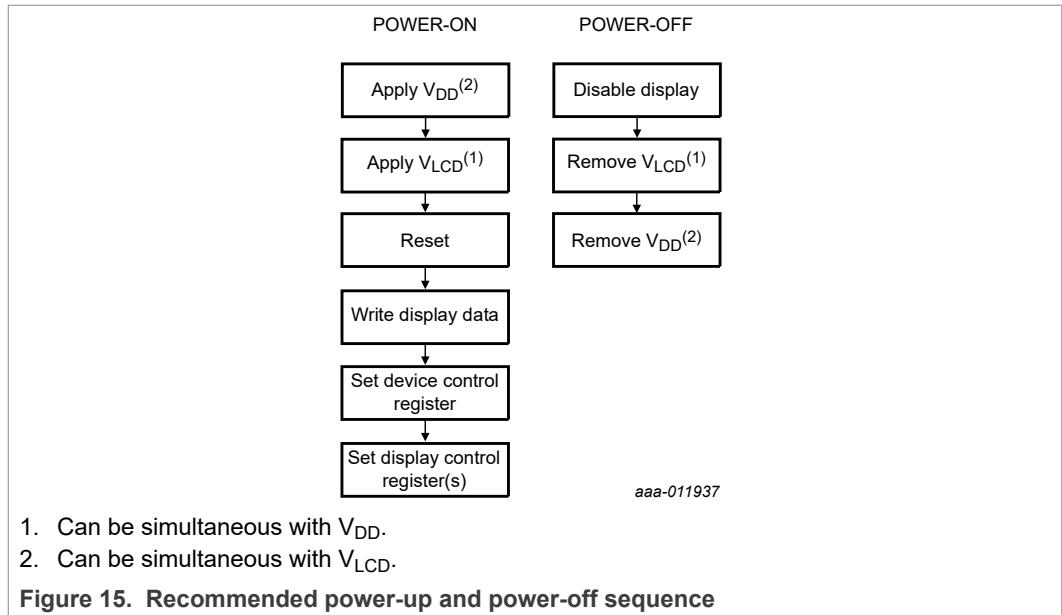 POWER-ON
Apply VDD(2)
Apply VLCD(1)
Reset
Write display data
Set device control
register
Set display control
register(s)
POWER-OFF
Disable display
Remove VLCD(1)
Remove VDD(2)
aaa-011937
1. Can be simultaneous with VDD.
2. Can be simultaneous with VLCD.
Figure 15. Recommended power-up and power-off sequence